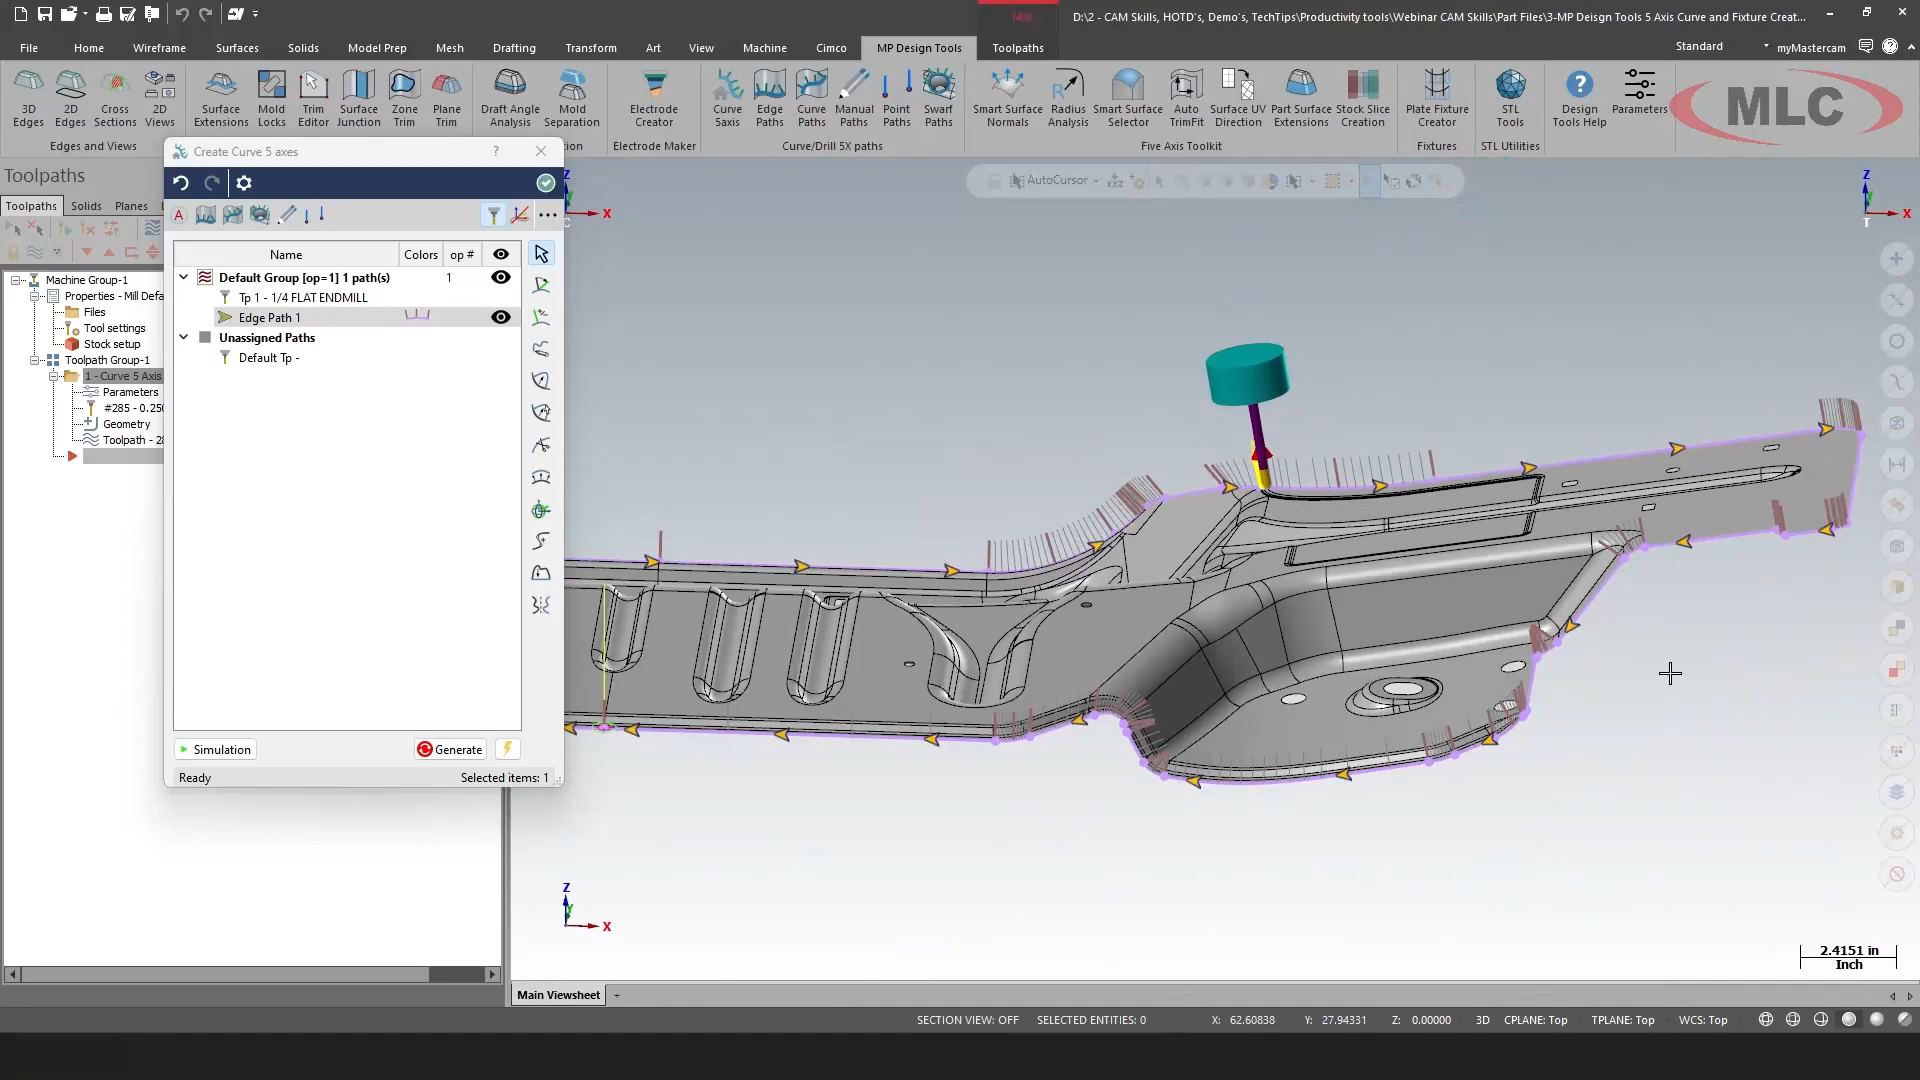 Mill
D:\2 - CAM Skills, HOTD's, Demo's, TechTips\Productivity tools\Webinar CAM Skills\Part Files\3-MP Deisgn Tools 5 Axis Curve and Fixture Creat...
File Home Wireframe Surfaces Solids Model Prep Mesh Drafting Transform Art View Machine Cimco MP Design Tools Toolpaths Standard myMastercam
3D Edges
2D Edges
Cross Sections
2D Views
Surface Extensions
Mold Locks
Trim Editor
Surface Junction
Zone Trim
Plane Trim
Draft Angle Analysis
Mold Separation
Electrode Creator
Curve 5axis
Edge Paths
Curve Paths
Manual Paths
Point Paths
Swarf Paths
Smart Surface Normals
Radius Analysis
Smart Surface Selector
Auto TrimFit
Surface UV Direction
Part Surface Extensions
Stock Slice Creation
Plate Fixture Creator
STL Tools
Design Tools Help
Parameters
MLC
Edges and Views
Electrode Maker
Curve/Drill 5X paths
Five Axis Toolkit
Fixtures
STL Utilities
Create Curve 5 axes ?
Toolpaths
Toolpaths Solids Planes
Machine Group-1
Properties - Mill Defa
Files
Tool settings
Stock setup
Toolpath Group-1
1 - Curve 5 Axis
Parameters
#285 - 0.250
Geometry
Toolpath - 28
A
Name Colors op #
Default Group [op=1] 1 path(s) 1
Tp 1 - 1/4 FLAT ENDMILL
Edge Path 1
Unassigned Paths
Default Tp -
Simulation Generate
Ready Selected items: 1
AutoCursor
Z
X
Z
X
T
Z
Y
X
2.4151 in
Inch
Main Viewsheet +
SECTION VIEW: OFF SELECTED ENTITIES: 0 X: 62.60838 Y: 27.94331 Z: 0.00000 3D CPLANE: Top TPLANE: Top WCS: Top